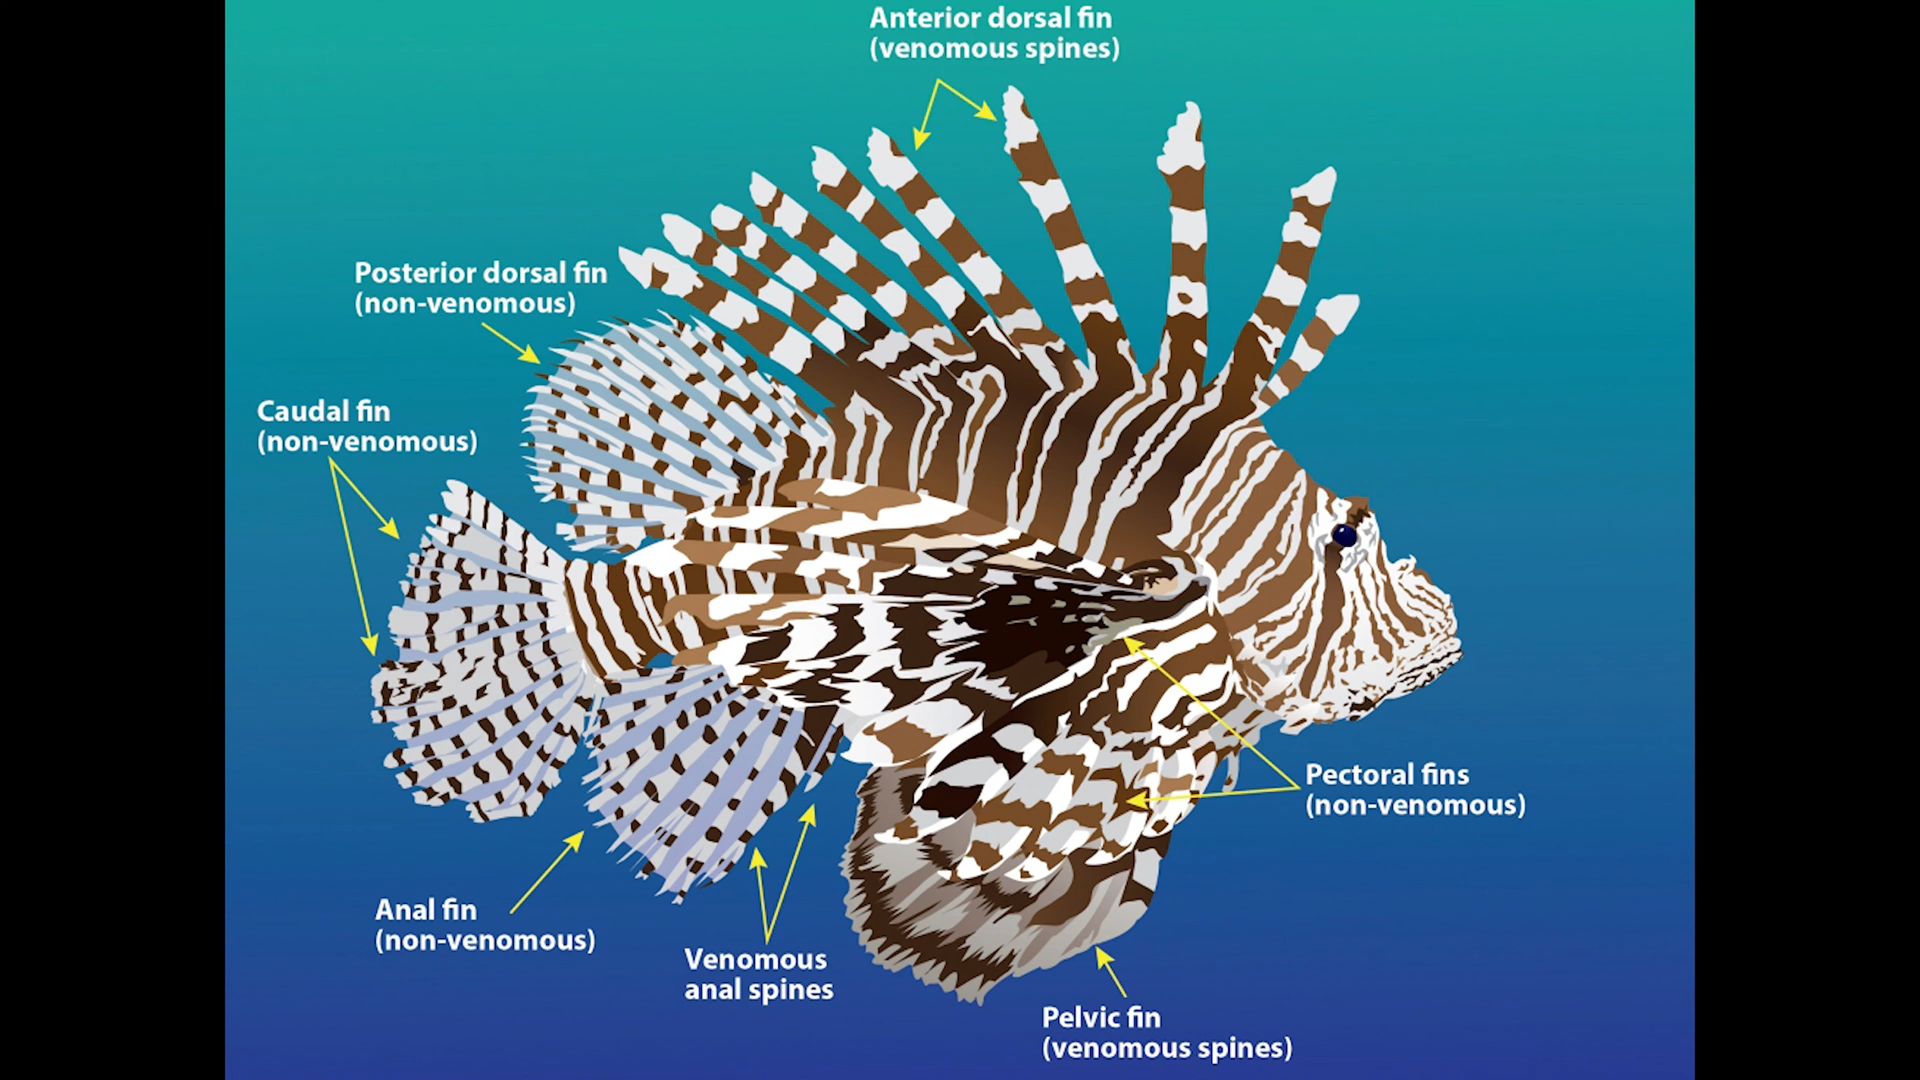 Anterior dorsal fin
(venomous spines)
Posterior dorsal fin
(non-venomous)
Caudal fin
(non-venomous)
Pectoral fins
(non-venomous)
Anal fin
(non-venomous)
Venomous
anal spines
Pelvic fin
(venomous spines)